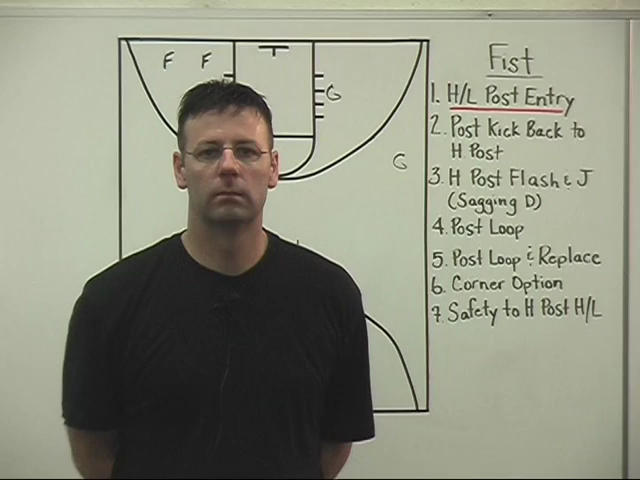 Fist
1. H/L Post Entry
2. Post Kick Back to
H Post
3. H Post Flash & J
(Sagging D)
4. Post Loop
5. Post Loop & Replace
6. Corner Option
7. Safety to H Post H/L
F F
G
G